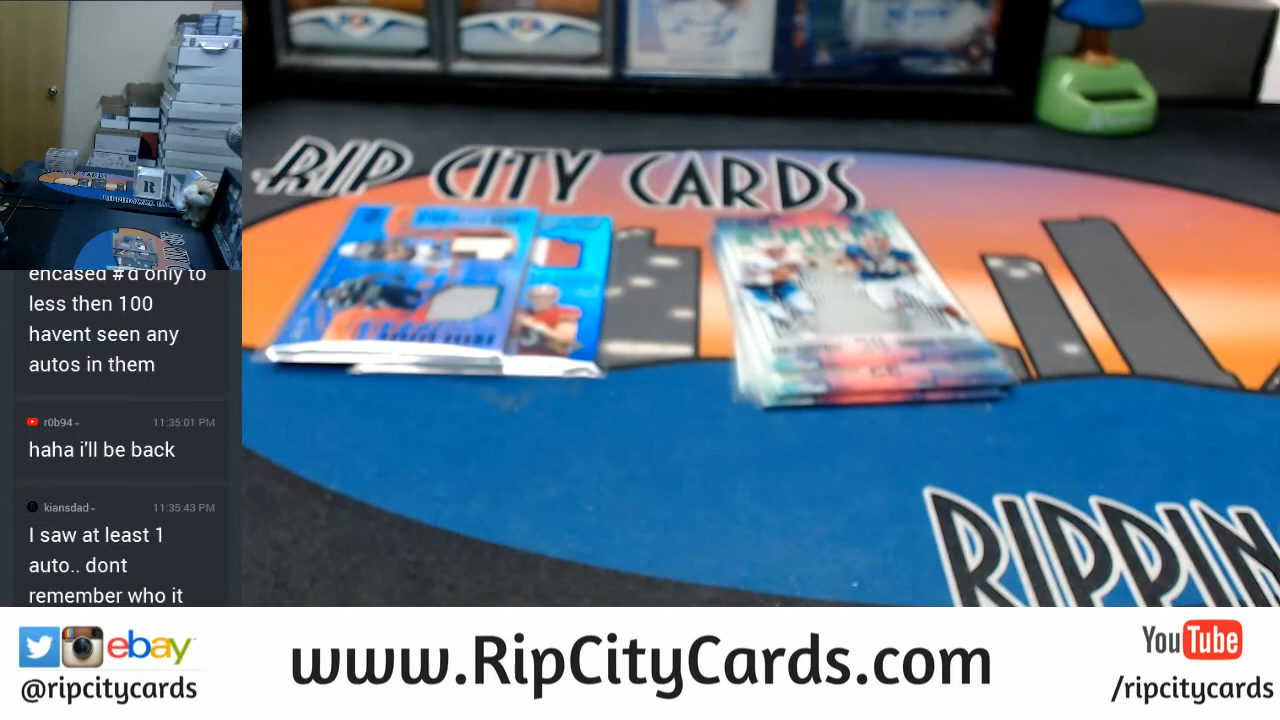 RIP CITY CARDS
encased #'d only to
less then 100
havent seen any
autos in them
r0b94
11:35:01 PM
haha i'll be back
kiansdad
11:35:43 PM
I saw at least 1
auto.. dont
remember who it
RIPPIN
ebay
@ripcitycards
www.RipCityCards.com
YouTube
/ripcitycards